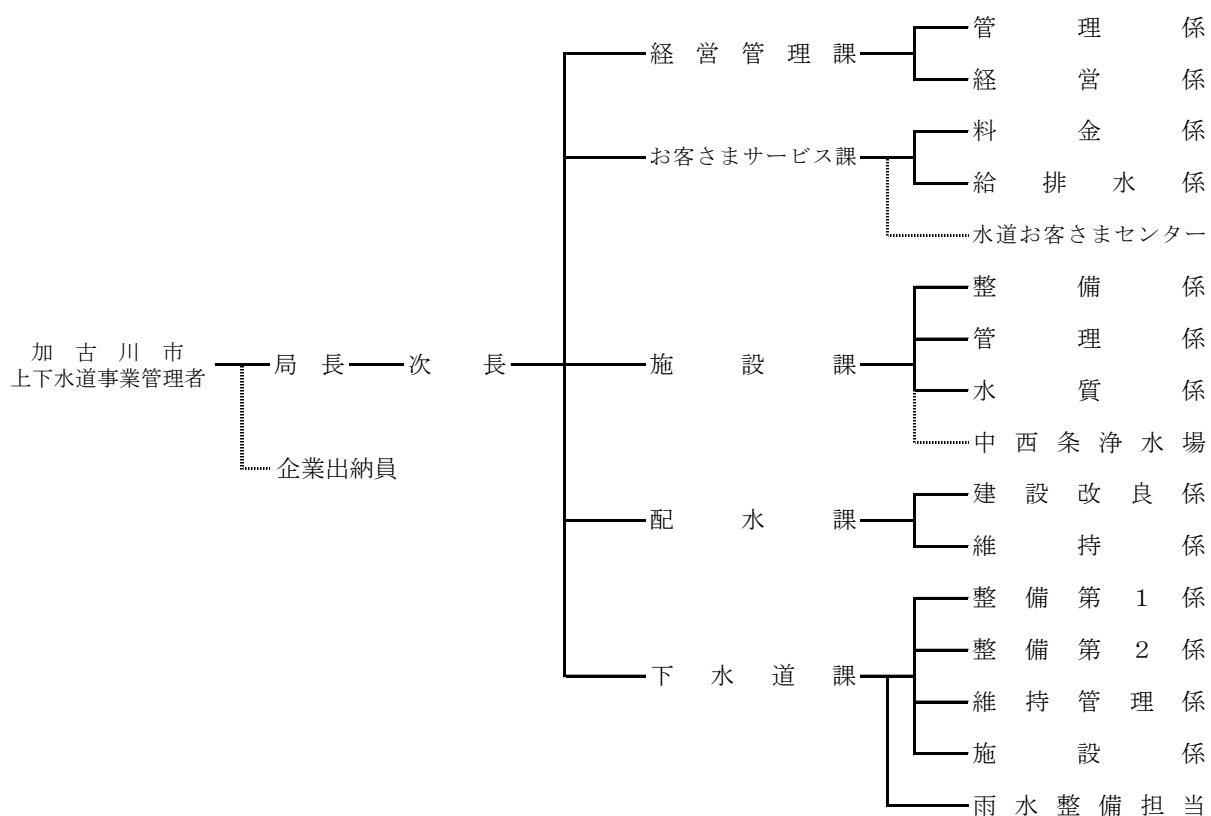 経営管理課
管理係
経営係
お客さまサービス課
料金係
給排水係
水道お客さまセンター
加古川市
上下水道事業管理者
局長
次長
企業出納員
施設課
整備係
管理係
水質係
中西条浄水場
配水課
建設改良係
維持係
下水道課
整備第１係
整備第２係
維持管理係
施設係
雨水整備担当